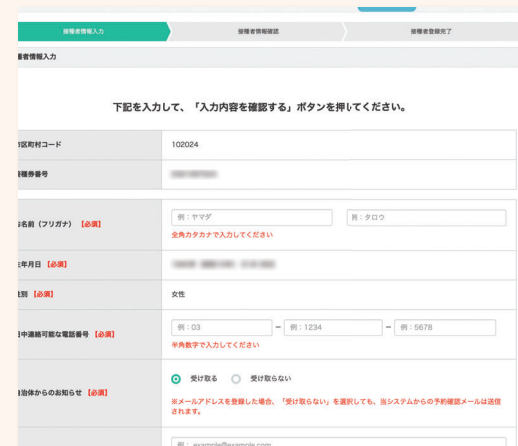 接種者情報入力
接種者情報確認
接種者登録完了
種者情報入力
下記を入力して、「入力内容を確認する」ボタンを押してください。
市区町村コード
102024
接種券番号
お名前（フリガナ）【必須】
例：ヤマダ
例：タロウ
全角カタカナで入力してください
生年月日【必須】
性別【必須】
女性
日中連絡可能な電話番号【必須】
例：03 － 例：1234 － 例：5678
半角数字で入力してください
自治体からのお知らせ【必須】
受け取る 受け取らない
※メールアドレスを登録した場合、「受け取らない」を選択しても、当システムからの予約確認メールは送信
されます。
例：example@example.com